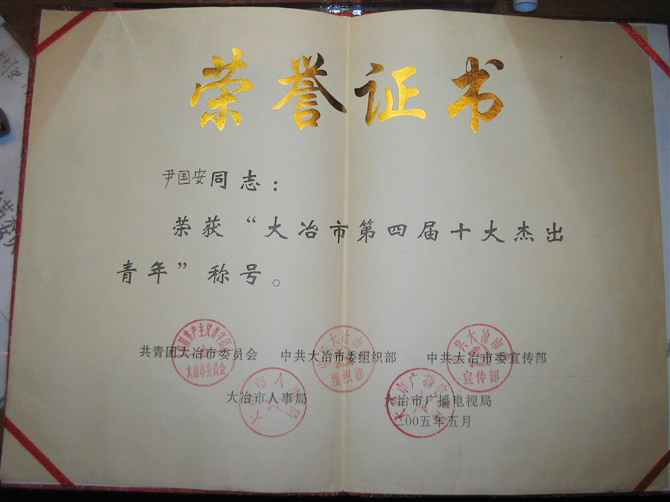 荣誉证书
尹国安同志：
荣获“大冶市第四届十大杰出
青年”称号。
共青团大冶市委员会 中共大冶市委组织部 中共大冶市委宣传部
大冶市人事局 大冶市广播电视局
二00五年五月